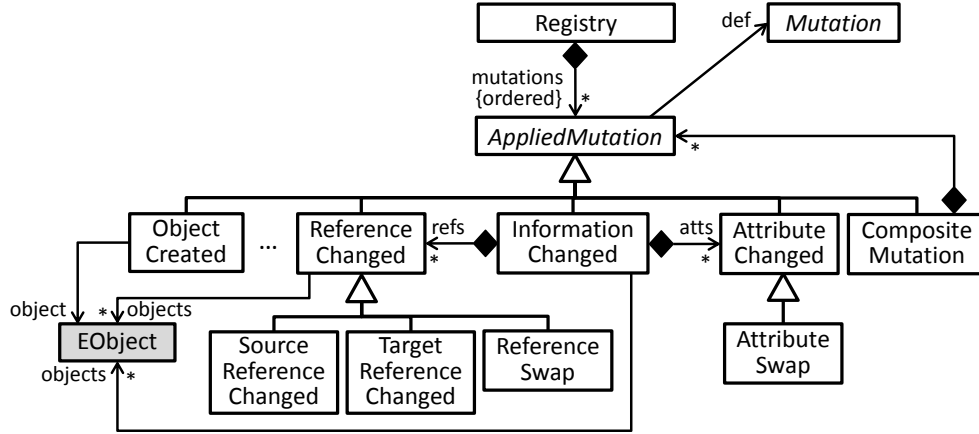 Registry
def
Mutation
mutations
{ordered}
*
AppliedMutation
*
Object
Created
...
Reference
Changed
refs
*
Information
Changed
atts
*
Attribute
Changed
Composite
Mutation
object
*
objects
EObject
objects
*
Source
Reference
Changed
Target
Reference
Changed
Reference
Swap
Attribute
Swap